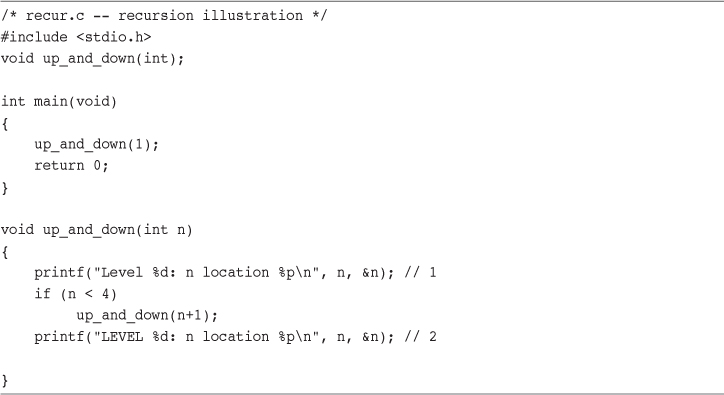 /* recur.c -- recursion illustration */
#include <stdio.h>
void up_and_down(int);
int main(void)
{
    up_and_down(1);
    return 0;
}
void up_and_down(int n)
{
    printf("Level %d: n location %p\n", n, &n); // 1
    if (n < 4)
         up_and_down(n+1);
    printf("LEVEL %d: n location %p\n", n, &n); // 2
}